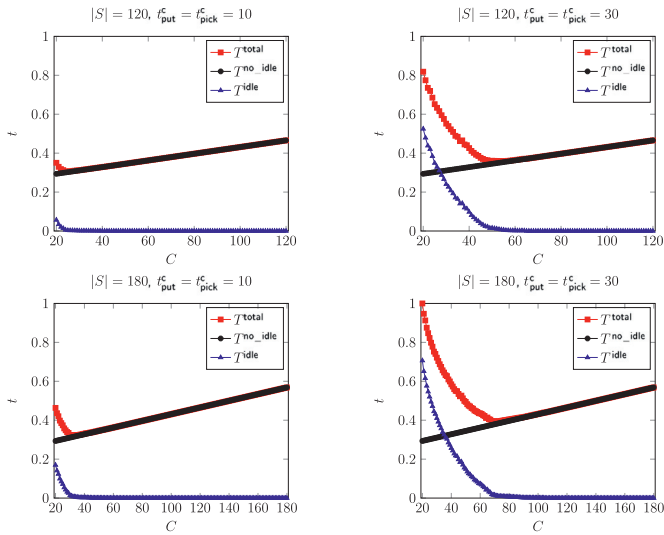 |S| = 120, t^c_put = t^c_pick = 10
1
0.8
0.6
0.4
0.2
0
t
T^total
T^no_idle
T^idle
20 40 60 80 100 120
C
|S| = 120, t^c_put = t^c_pick = 30
1
0.8
0.6
0.4
0.2
0
t
T^total
T^no_idle
T^idle
20 40 60 80 100 120
C
|S| = 180, t^c_put = t^c_pick = 10
1
0.8
0.6
0.4
0.2
0
t
T^total
T^no_idle
T^idle
20 40 60 80 100 120 140 160 180
C
|S| = 180, t^c_put = t^c_pick = 30
1
0.8
0.6
0.4
0.2
0
t
T^total
T^no_idle
T^idle
20 40 60 80 100 120 140 160 180
C